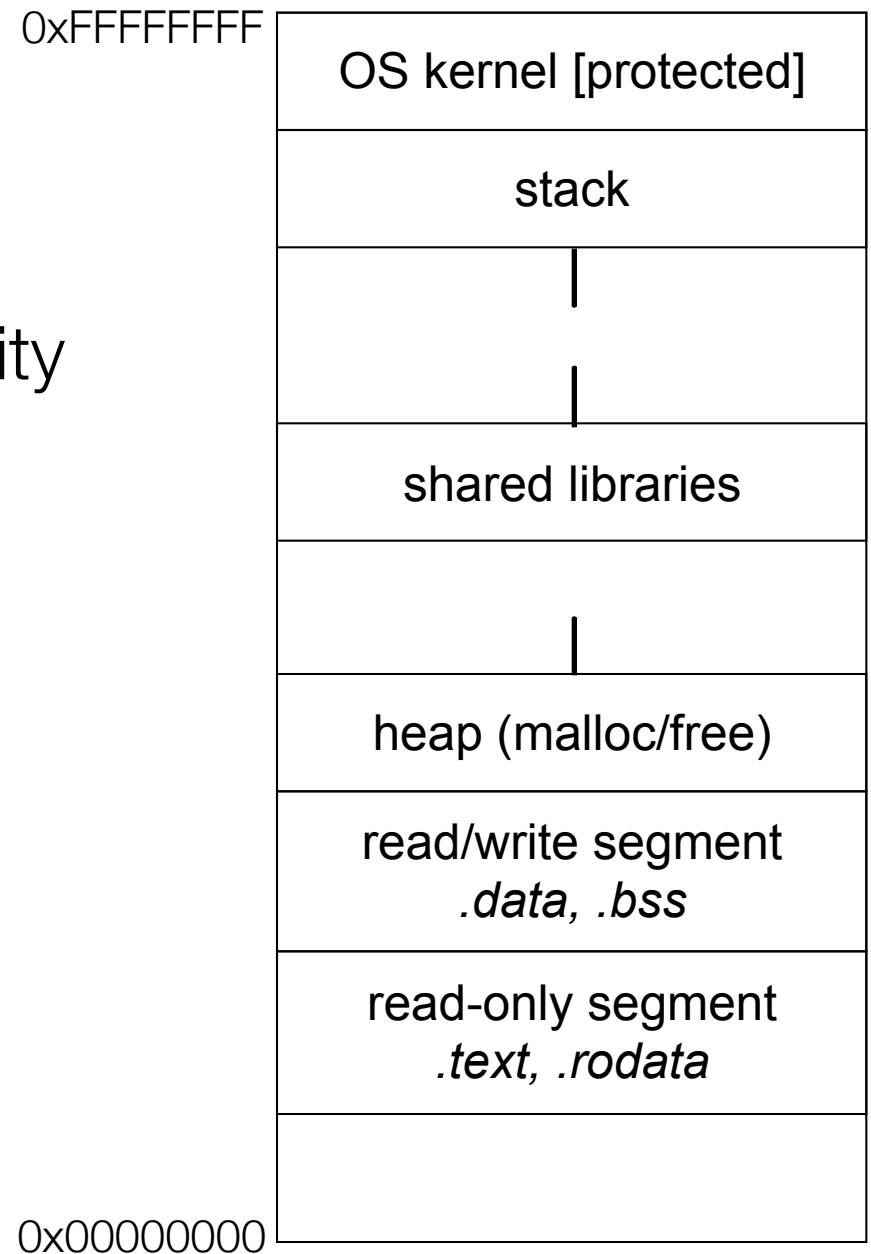 0xFFFFFFFF
OS kernel [protected]
stack
ity
shared libraries
heap (malloc/free)
read/write segment
.data, .bss
read-only segment
.text, .rodata
0x00000000